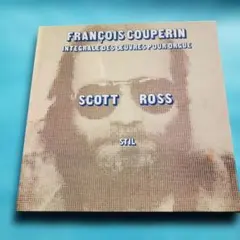 FRANÇOIS COUPERIN
INTÉGRALE DES ŒUVRES POUR ORGUE
SCOTT ROSS
STIL